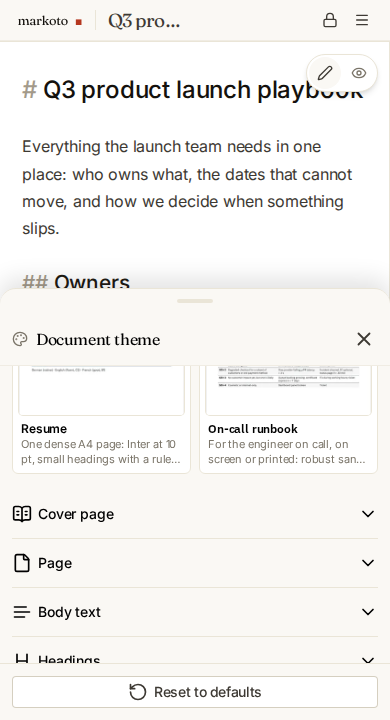 markoto
Q3 pro...
# Q3 product launch playbook
Everything the launch team needs in one
place: who owns what, the dates that cannot
move, and how we decide when something
slips.
## Owners
Document theme
Resume
One dense A4 page: Inter at 10
pt, small headings with a rule...
On-call runbook
For the engineer on call, on
screen or printed: robust san...
Cover page
Page
Body text
Headings
Reset to defaults